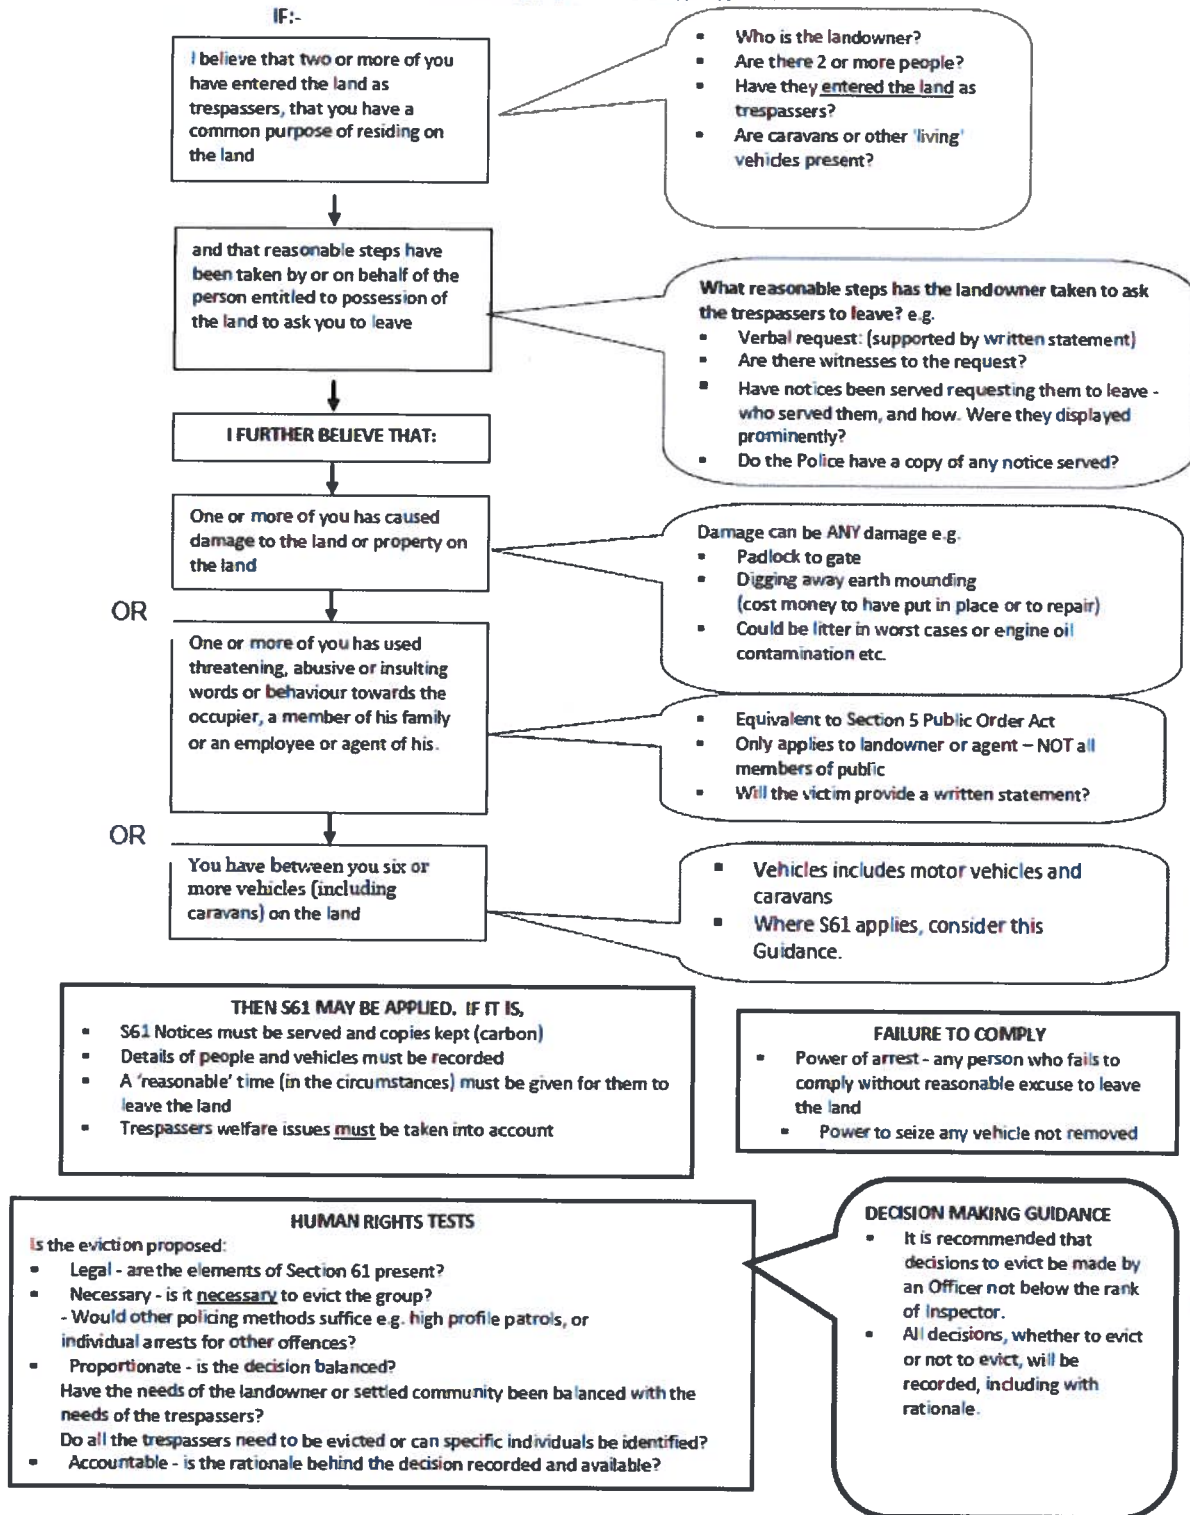 IF:-
I believe that two or more of you
have entered the land as
trespassers, that you have a
common purpose of residing on
the land
▪ Who is the landowner?
▪ Are there 2 or more people?
▪ Have they entered the land as
trespassers?
▪ Are caravans or other 'living'
vehicles present?
and that reasonable steps have
been taken by or on behalf of the
person entitled to possession of
the land to ask you to leave
What reasonable steps has the landowner taken to ask
the trespassers to leave? e.g.
▪ Verbal request: (supported by written statement)
▪ Are there witnesses to the request?
▪ Have notices been served requesting them to leave -
who served them, and how. Were they displayed
prominently?
▪ Do the Police have a copy of any notice served?
I FURTHER BELIEVE THAT:
One or more of you has caused
damage to the land or property on
the land
Damage can be ANY damage e.g.
▪ Padlock to gate
▪ Digging away earth mounding
(cost money to have put in place or to repair)
▪ Could be litter in worst cases or engine oil
contamination etc.
OR
One or more of you has used
threatening, abusive or insulting
words or behaviour towards the
occupier, a member of his family
or an employee or agent of his.
▪ Equivalent to Section 5 Public Order Act
▪ Only applies to landowner or agent – NOT all
members of public
▪ Will the victim provide a written statement?
OR
You have between you six or
more vehicles (including
caravans) on the land
▪ Vehicles includes motor vehicles and
caravans
▪ Where S61 applies, consider this
Guidance.
THEN S61 MAY BE APPLIED. IF IT IS,
▪ S61 Notices must be served and copies kept (carbon)
▪ Details of people and vehicles must be recorded
▪ A 'reasonable' time (in the circumstances) must be given for them to
leave the land
▪ Trespassers welfare issues must be taken into account
FAILURE TO COMPLY
▪ Power of arrest - any person who fails to
comply without reasonable excuse to leave
the land
▪ Power to seize any vehicle not removed
HUMAN RIGHTS TESTS
Is the eviction proposed:
▪ Legal - are the elements of Section 61 present?
▪ Necessary - is it necessary to evict the group?
- Would other policing methods suffice e.g. high profile patrols, or
individual arrests for other offences?
▪ Proportionate - is the decision balanced?
Have the needs of the landowner or settled community been balanced with the
needs of the trespassers?
Do all the trespassers need to be evicted or can specific individuals be identified?
▪ Accountable - is the rationale behind the decision recorded and available?
DECISION MAKING GUIDANCE
▪ It is recommended that
decisions to evict be made by
an Officer not below the rank
of Inspector.
▪ All decisions, whether to evict
or not to evict, will be
recorded, including with
rationale.